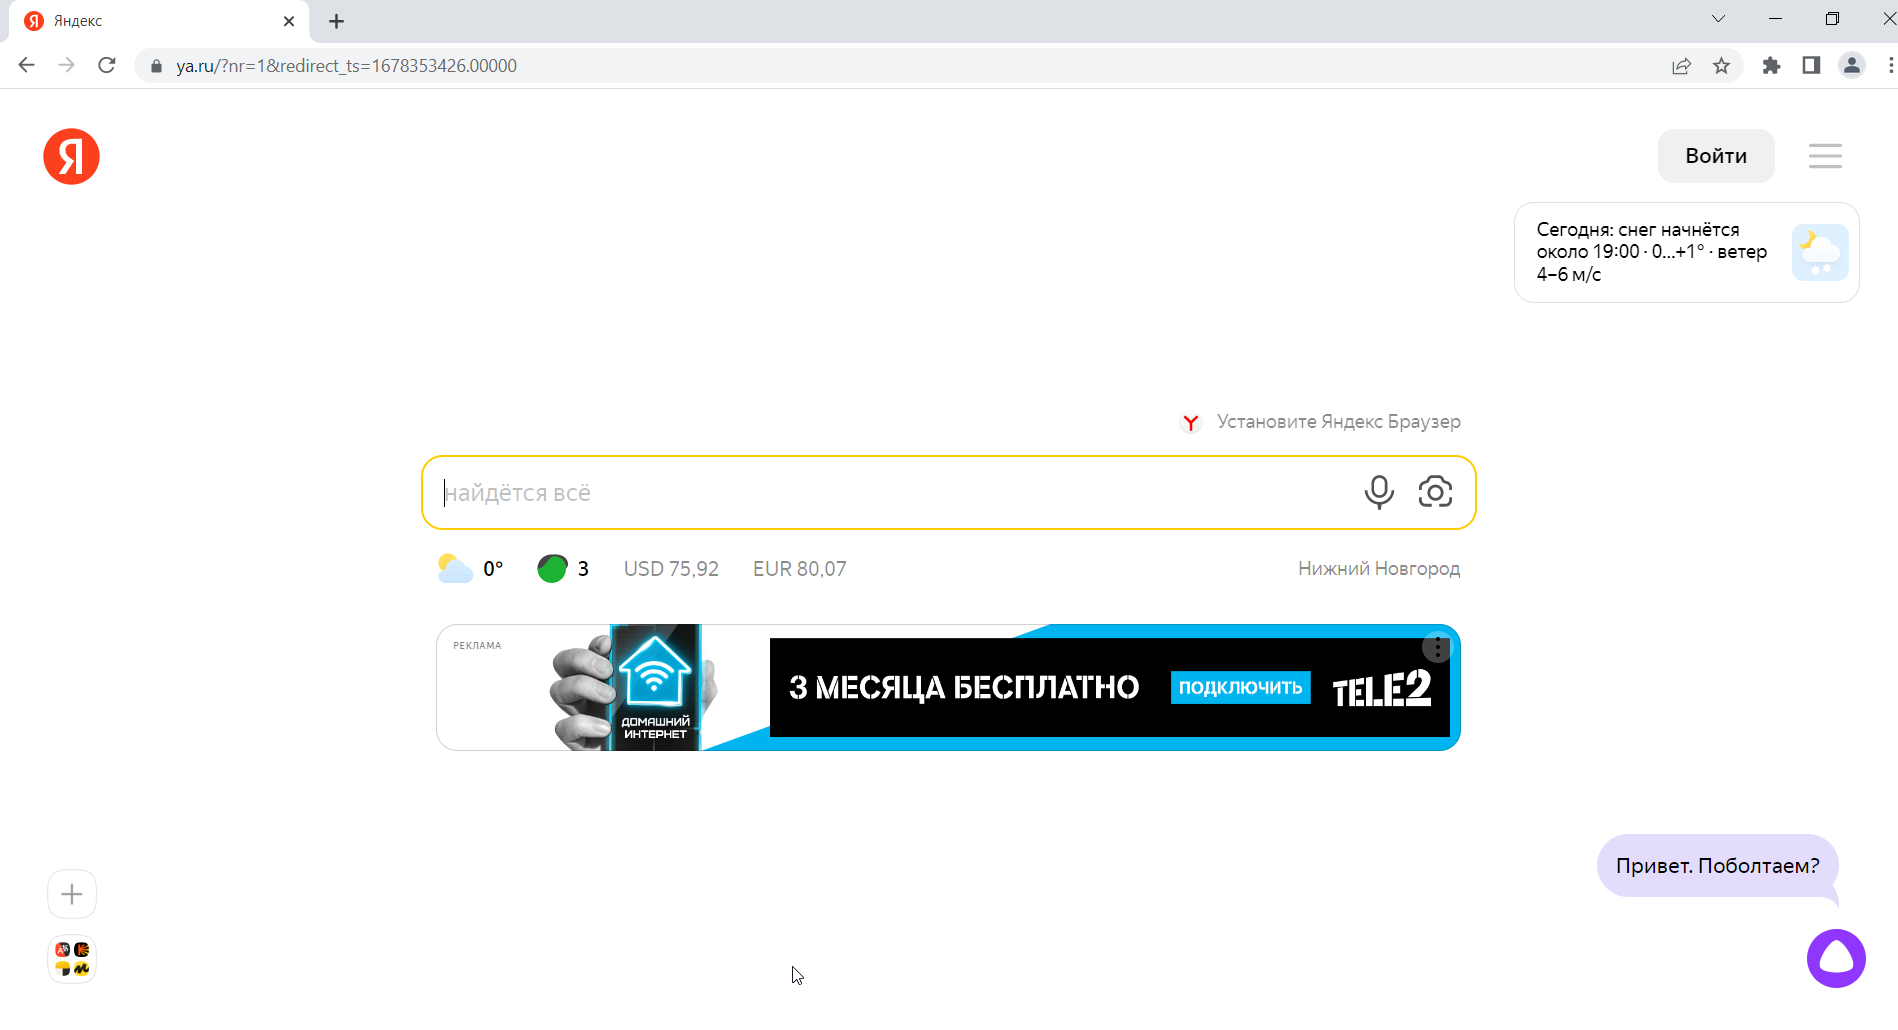 Яндекс
ya.ru/?nr=1&redirect_ts=1678353426.00000
Я
Войти
Сегодня: снег начнётся
около 19:00 · 0...+1° · ветер
4–6 м/с
Установите Яндекс Браузер
найдётся всё
0° 3 USD 75,92 EUR 80,07 Нижний Новгород
РЕКЛАМА
ДОМАШНИЙ
ИНТЕРНЕТ
3 МЕСЯЦА БЕСПЛАТНО
ПОДКЛЮЧИТЬ
TELE2
Привет. Поболтаем?